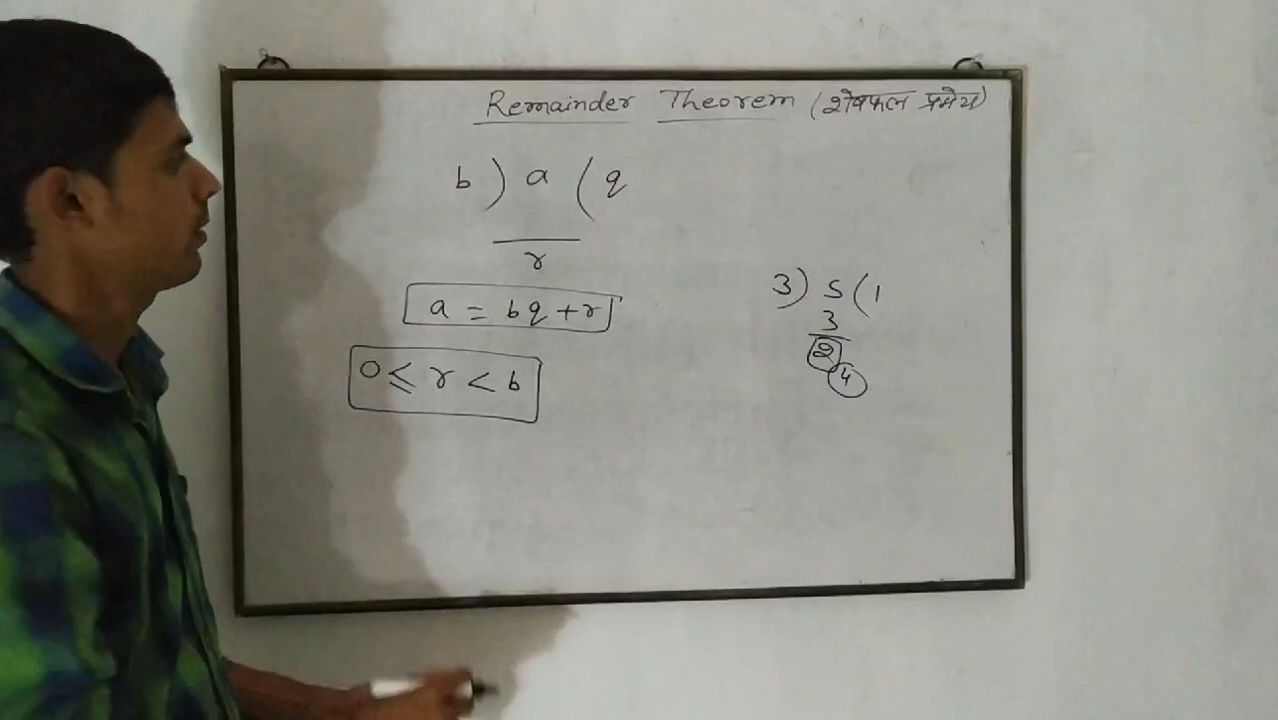 Remainder Theorem (शेषफल प्रमेय)
b ) a ( q
r
a = bq + r
0 ≤ r < b
3) 5 ( 1
3
2
4